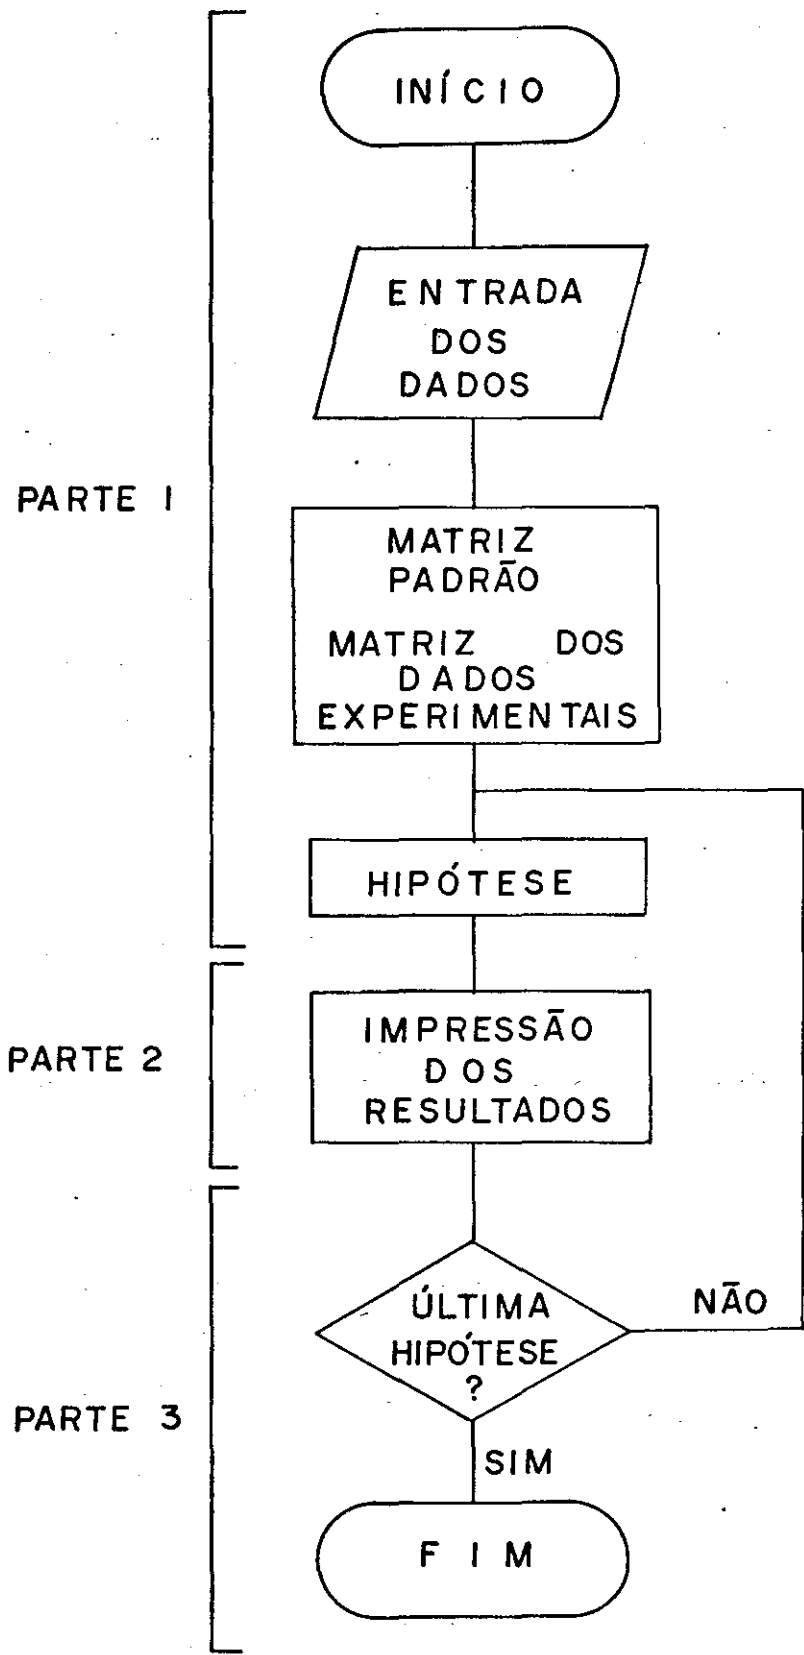 INÍCIO
ENTRADA
DOS
DADOS
PARTE 1
MATRIZ
PADRÃO
MATRIZ DOS
DADOS
EXPERIMENTAIS
HIPÓTESE
PARTE 2
IMPRESSÃO
DOS
RESULTADOS
ÚLTIMA
HIPÓTESE
?
NÃO
PARTE 3
SIM
FIM